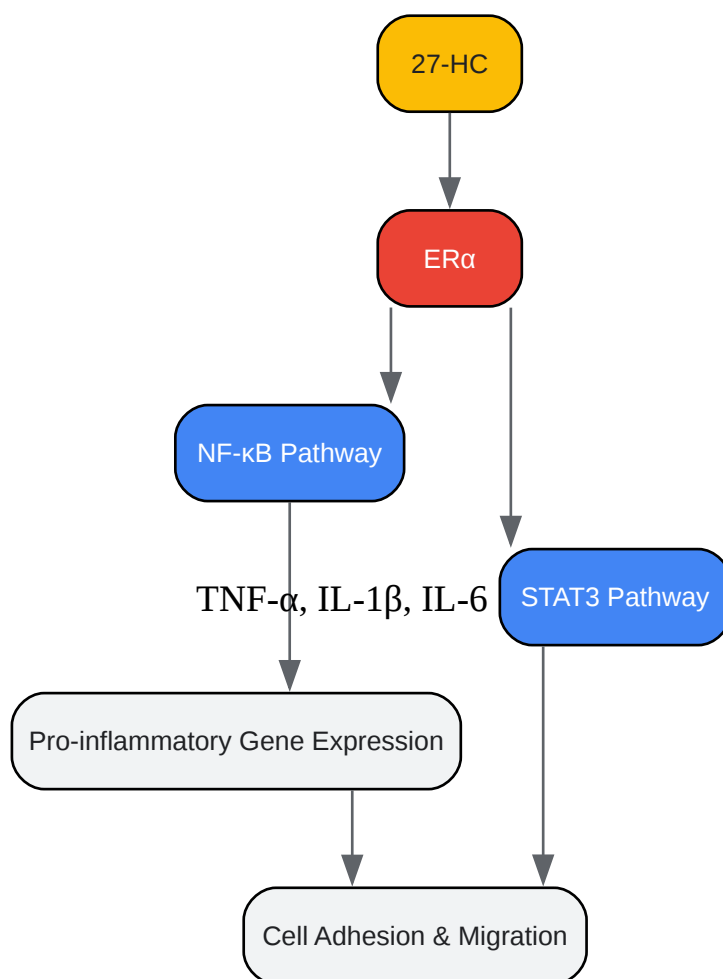 27-HC
ERα
NF-κB Pathway
TNF-α, IL-1β, IL-6
STAT3 Pathway
Pro-inflammatory Gene Expression
Cell Adhesion & Migration